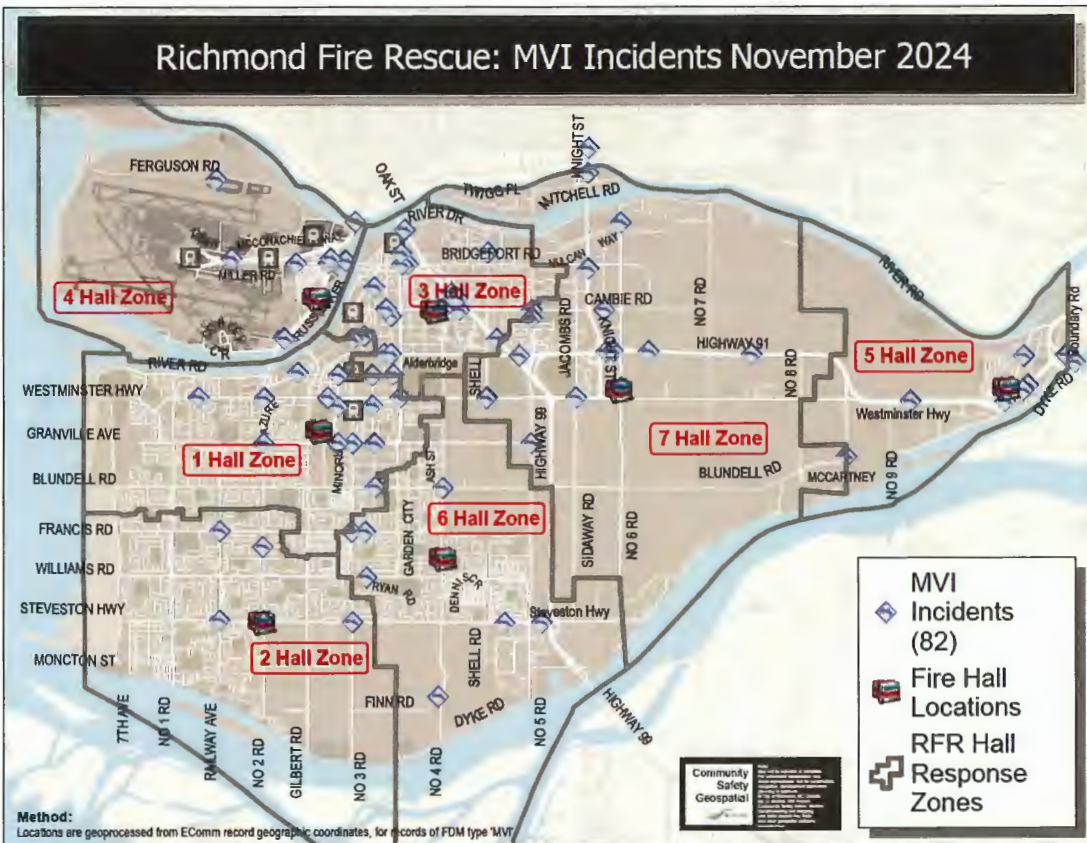 Richmond Fire Rescue: MVI Incidents November 2024
FERGUSON RD
OAK ST
KNIGHT ST
TWIGG PL
MITCHELL RD
RIVER DR
BRIDGEPORT RD
VULCAN WAY
MILLER RD
4 Hall Zone
3 Hall Zone
CAMBIE RD
NO 7 RD
RIVER RD
JACOMBS RD
KNIGHT ST
HIGHWAY 91
5 Hall Zone
Boundary Rd
RIVER RD
Alderbridge
SHELL
NO 8 RD
DYKE RD
WESTMINSTER HWY
Westminster Hwy
GRANVILLE AVE
1 Hall Zone
ASH ST
HIGHWAY 99
7 Hall Zone
BLUNDELL RD
BLUNDELL RD
MCCARTNEY
NO 9 RD
FRANCIS RD
GARDEN CITY
6 Hall Zone
SIDAWAY RD
NO 6 RD
WILLIAMS RD
RYAN RD
STEVESTON HWY
Steveston Hwy
MONCTON ST
2 Hall Zone
SHELL RD
FINN RD
DYKE RD
HIGHWAY 99
7TH AVE
NO 1 RD
RAILWAY AVE
NO 2 RD
GILBERT RD
NO 3 RD
NO 4 RD
NO 5 RD
MVI
Incidents
(82)
Fire Hall
Locations
RFR Hall
Response
Zones
Community
Safety
Geospatial
Method:
Locations are geoprocessed from EComm record geographic coordinates, for records of FDM type "MVI"